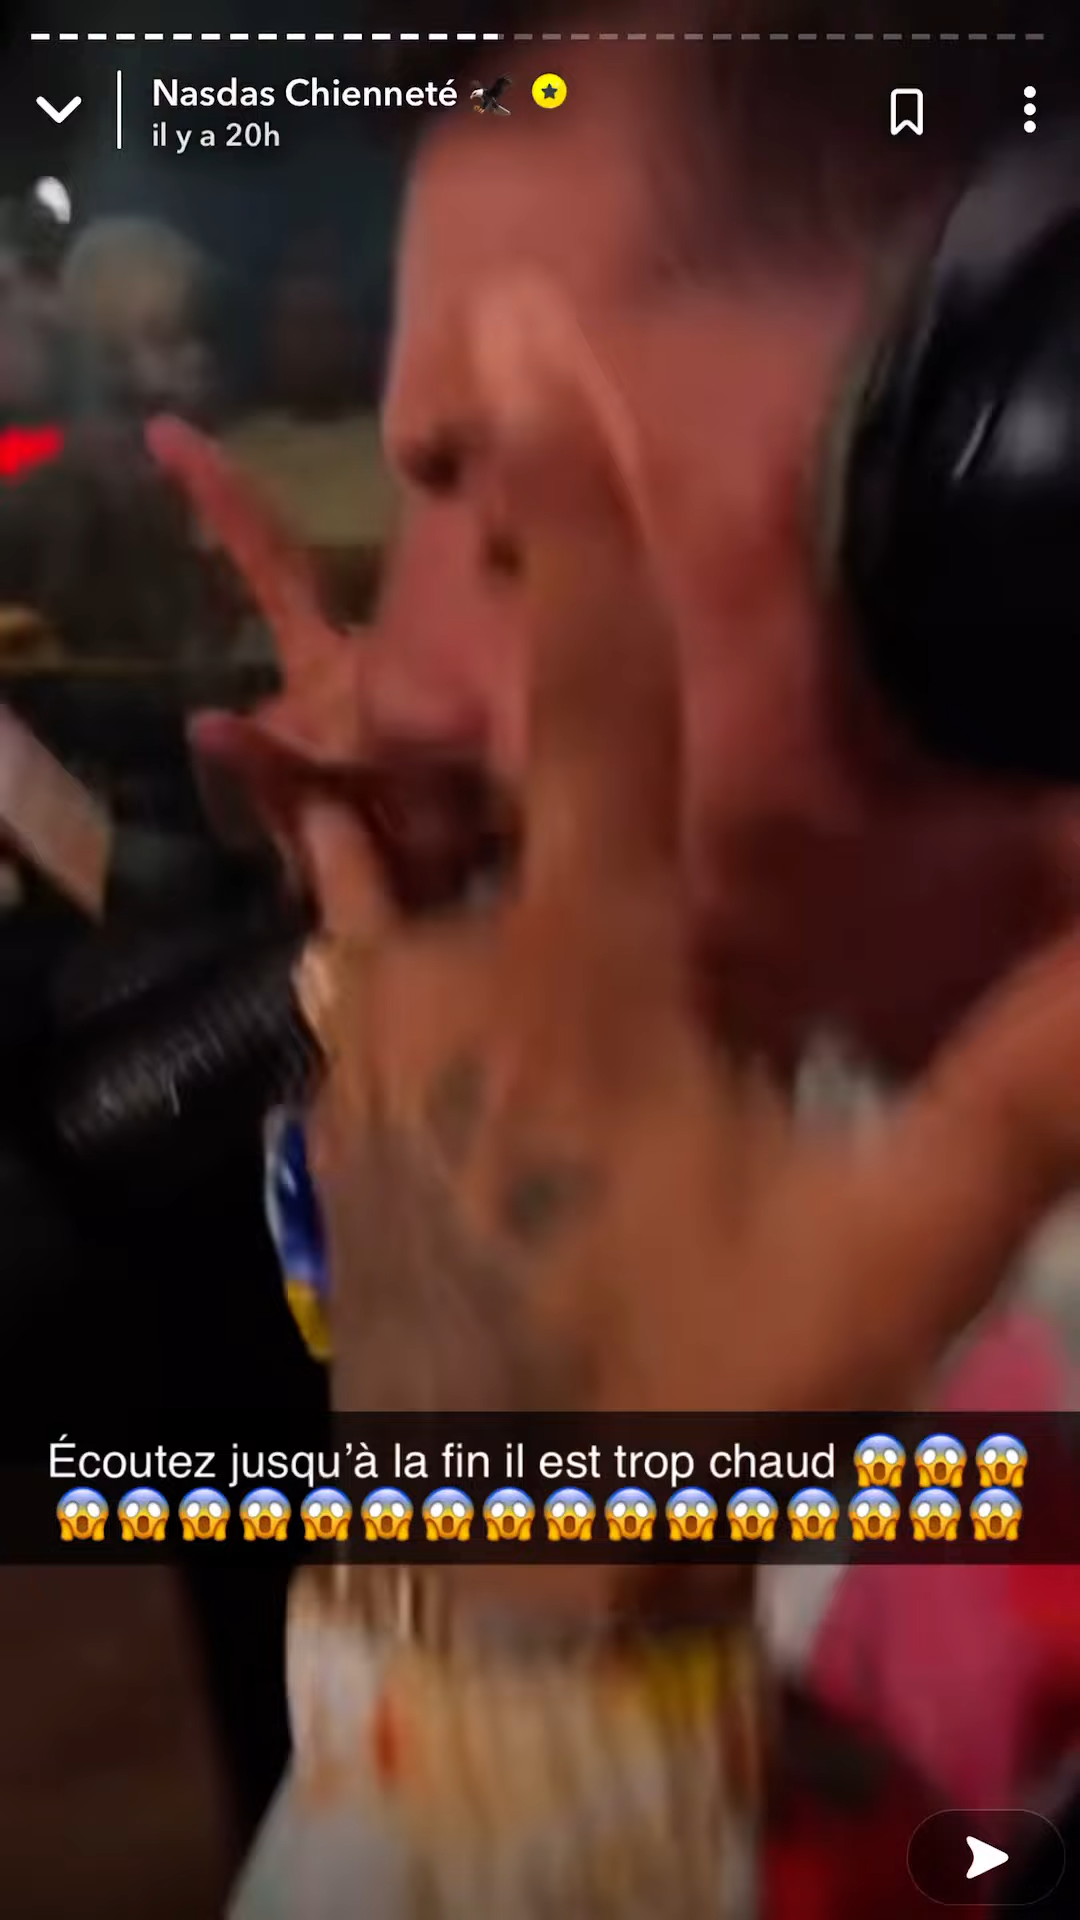 Nasdas Chienneté 🦅
il y a 20h
Écoutez jusqu’à la fin il est trop chaud 😱😱😱
😱😱😱😱😱😱😱😱😱😱😱😱😱😱😱😱